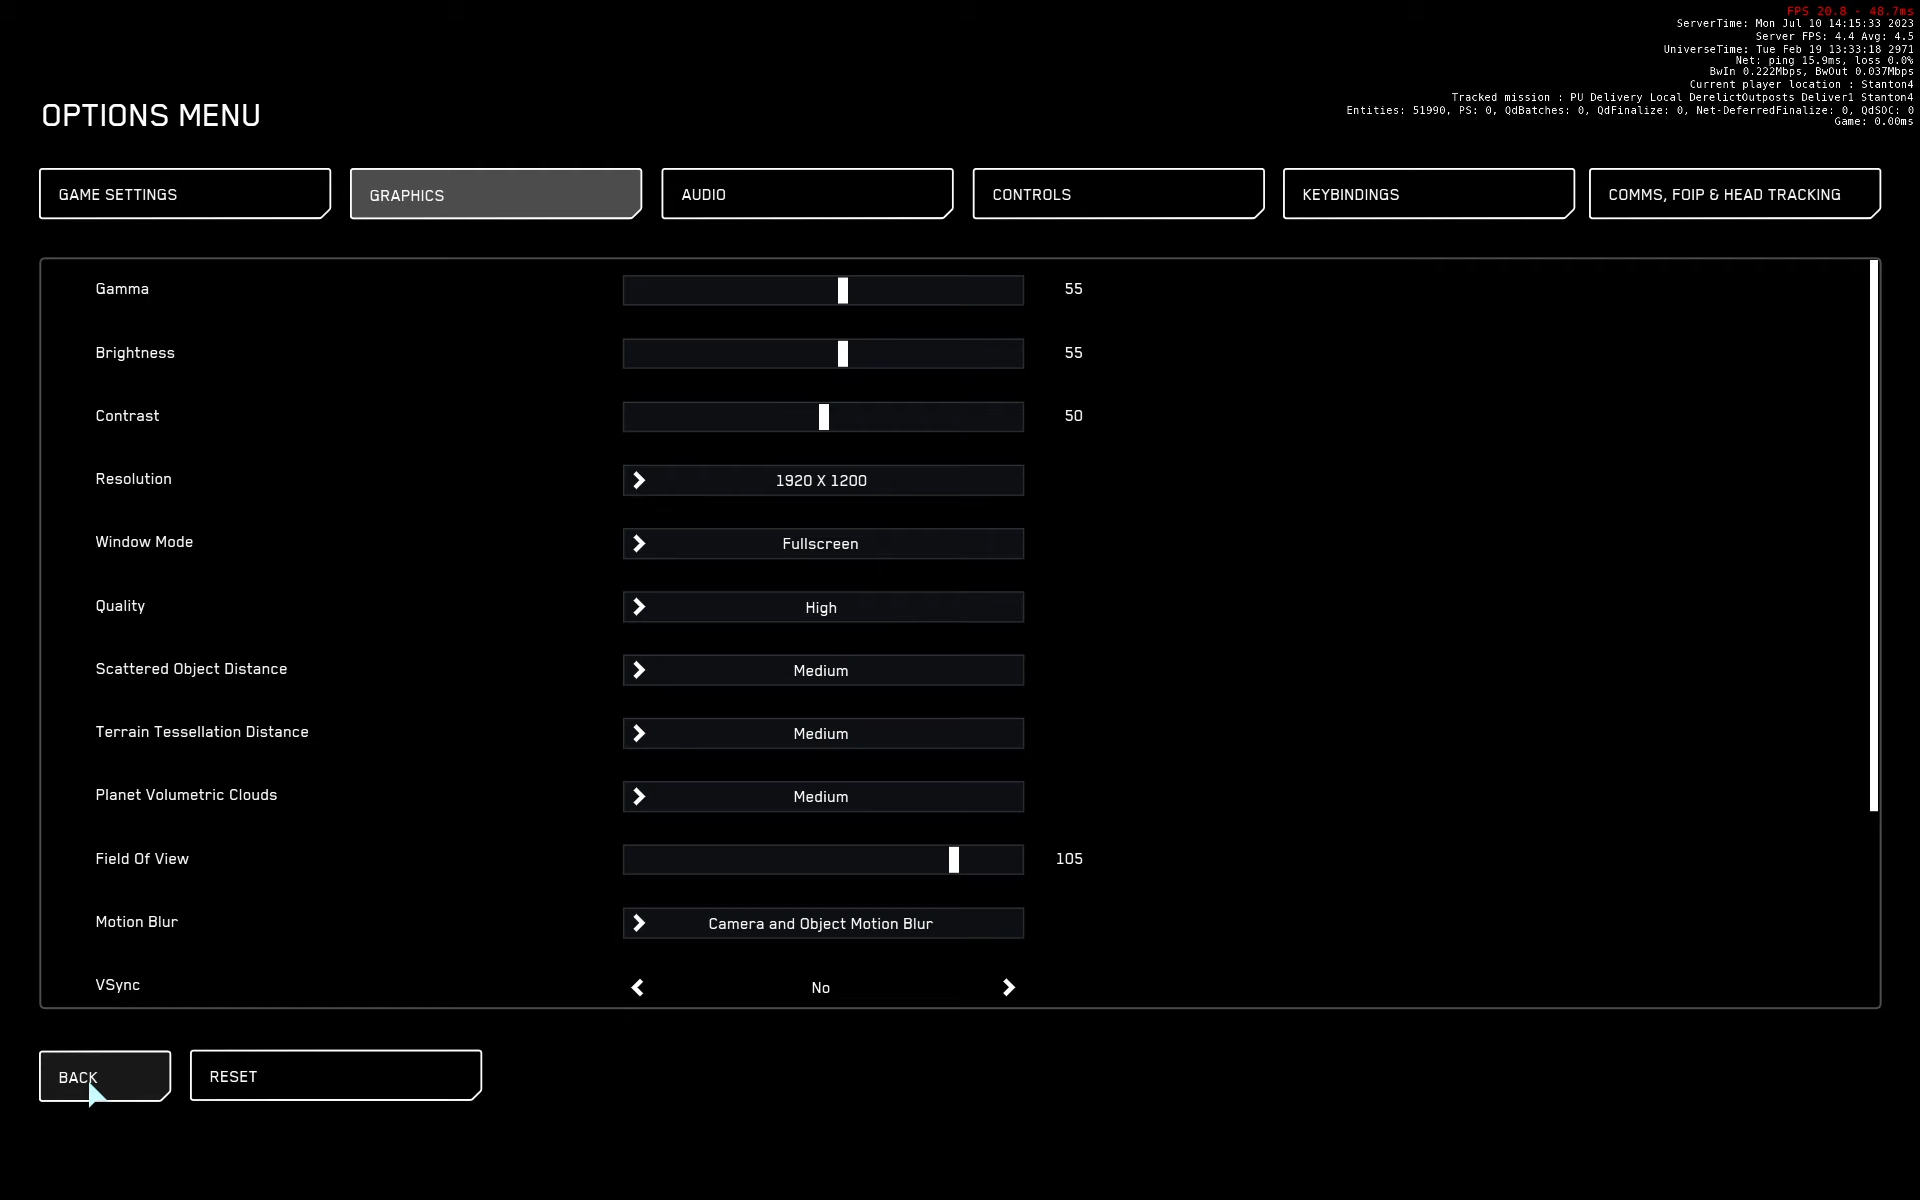 FPS 20.8 - 48.7ms
ServerTime: Mon Jul 10 14:15:33 2023
Server FPS: 4.4 Avg: 4.5
UniverseTime: Tue Feb 19 13:33:18 2971
Net: ping 15.9ms, loss 0.0%
BwIn 0.222Mbps, BwOut 0.037Mbps
Current player location : Stanton4
Tracked mission : PU Delivery Local DerelictOutposts Deliver1 Stanton4
Entities: 51990, PS: 0, QdBatches: 0, QdFinalize: 0, Net-DeferredFinalize: 0, QdSOC: 0
Game: 0.00ms
OPTIONS MENU
GAME SETTINGS GRAPHICS AUDIO CONTROLS KEYBINDINGS COMMS, FOIP & HEAD TRACKING
Gamma 55
Brightness 55
Contrast 50
Resolution 1920 X 1200
Window Mode Fullscreen
Quality High
Scattered Object Distance Medium
Terrain Tessellation Distance Medium
Planet Volumetric Clouds Medium
Field Of View 105
Motion Blur Camera and Object Motion Blur
VSync No
BACK RESET